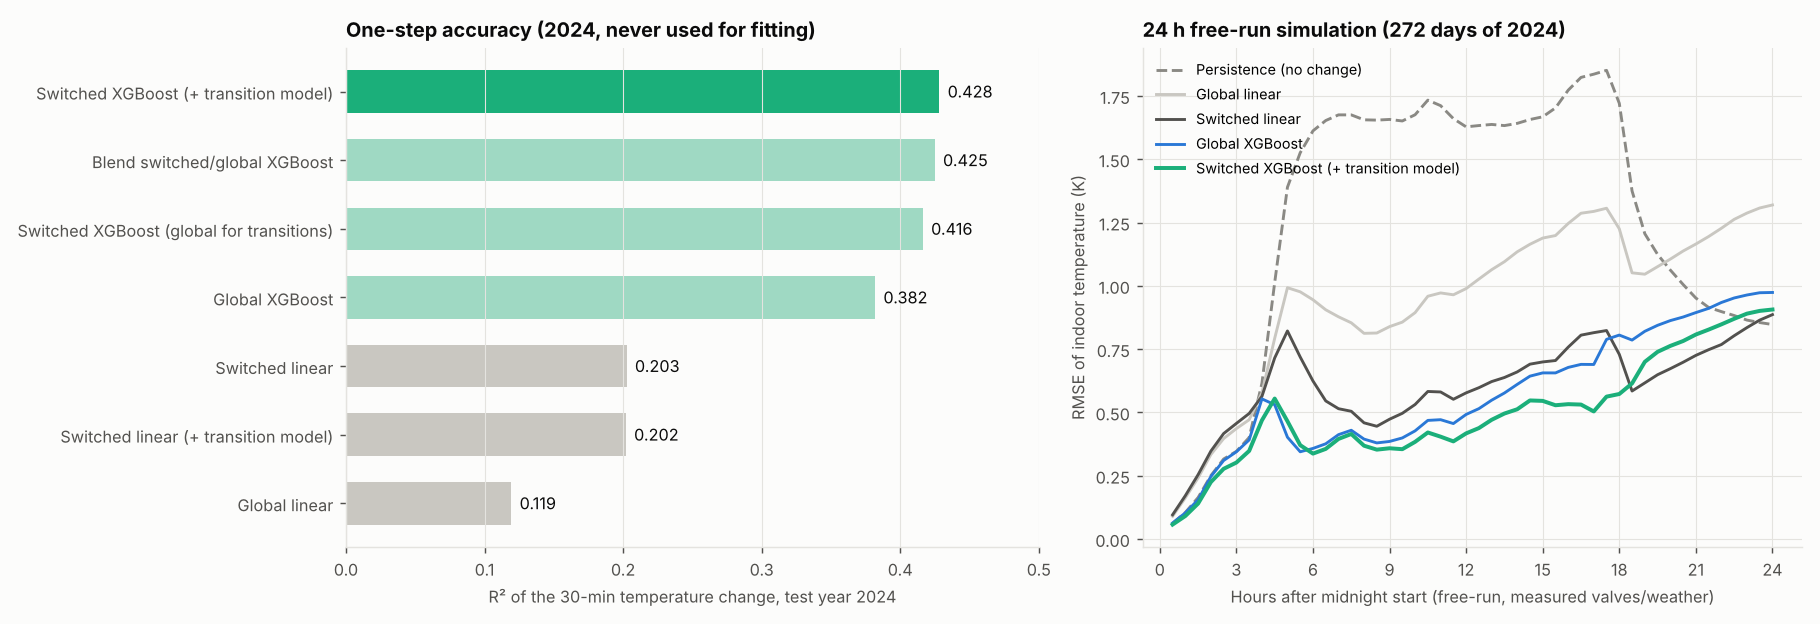 One-step accuracy (2024, never used for fitting)
Switched XGBoost (+ transition model)
0.428
Blend switched/global XGBoost
0.425
Switched XGBoost (global for transitions)
0.416
Global XGBoost
0.382
Switched linear
0.203
Switched linear (+ transition model)
0.202
Global linear
0.119
0.0 0.1 0.2 0.3 0.4 0.5
R² of the 30-min temperature change, test year 2024
24 h free-run simulation (272 days of 2024)
Persistence (no change)
Global linear
Switched linear
Global XGBoost
Switched XGBoost (+ transition model)
RMSE of indoor temperature (K)
1.75
1.50
1.25
1.00
0.75
0.50
0.25
0.00
0 3 6 9 12 15 18 21 24
Hours after midnight start (free-run, measured valves/weather)